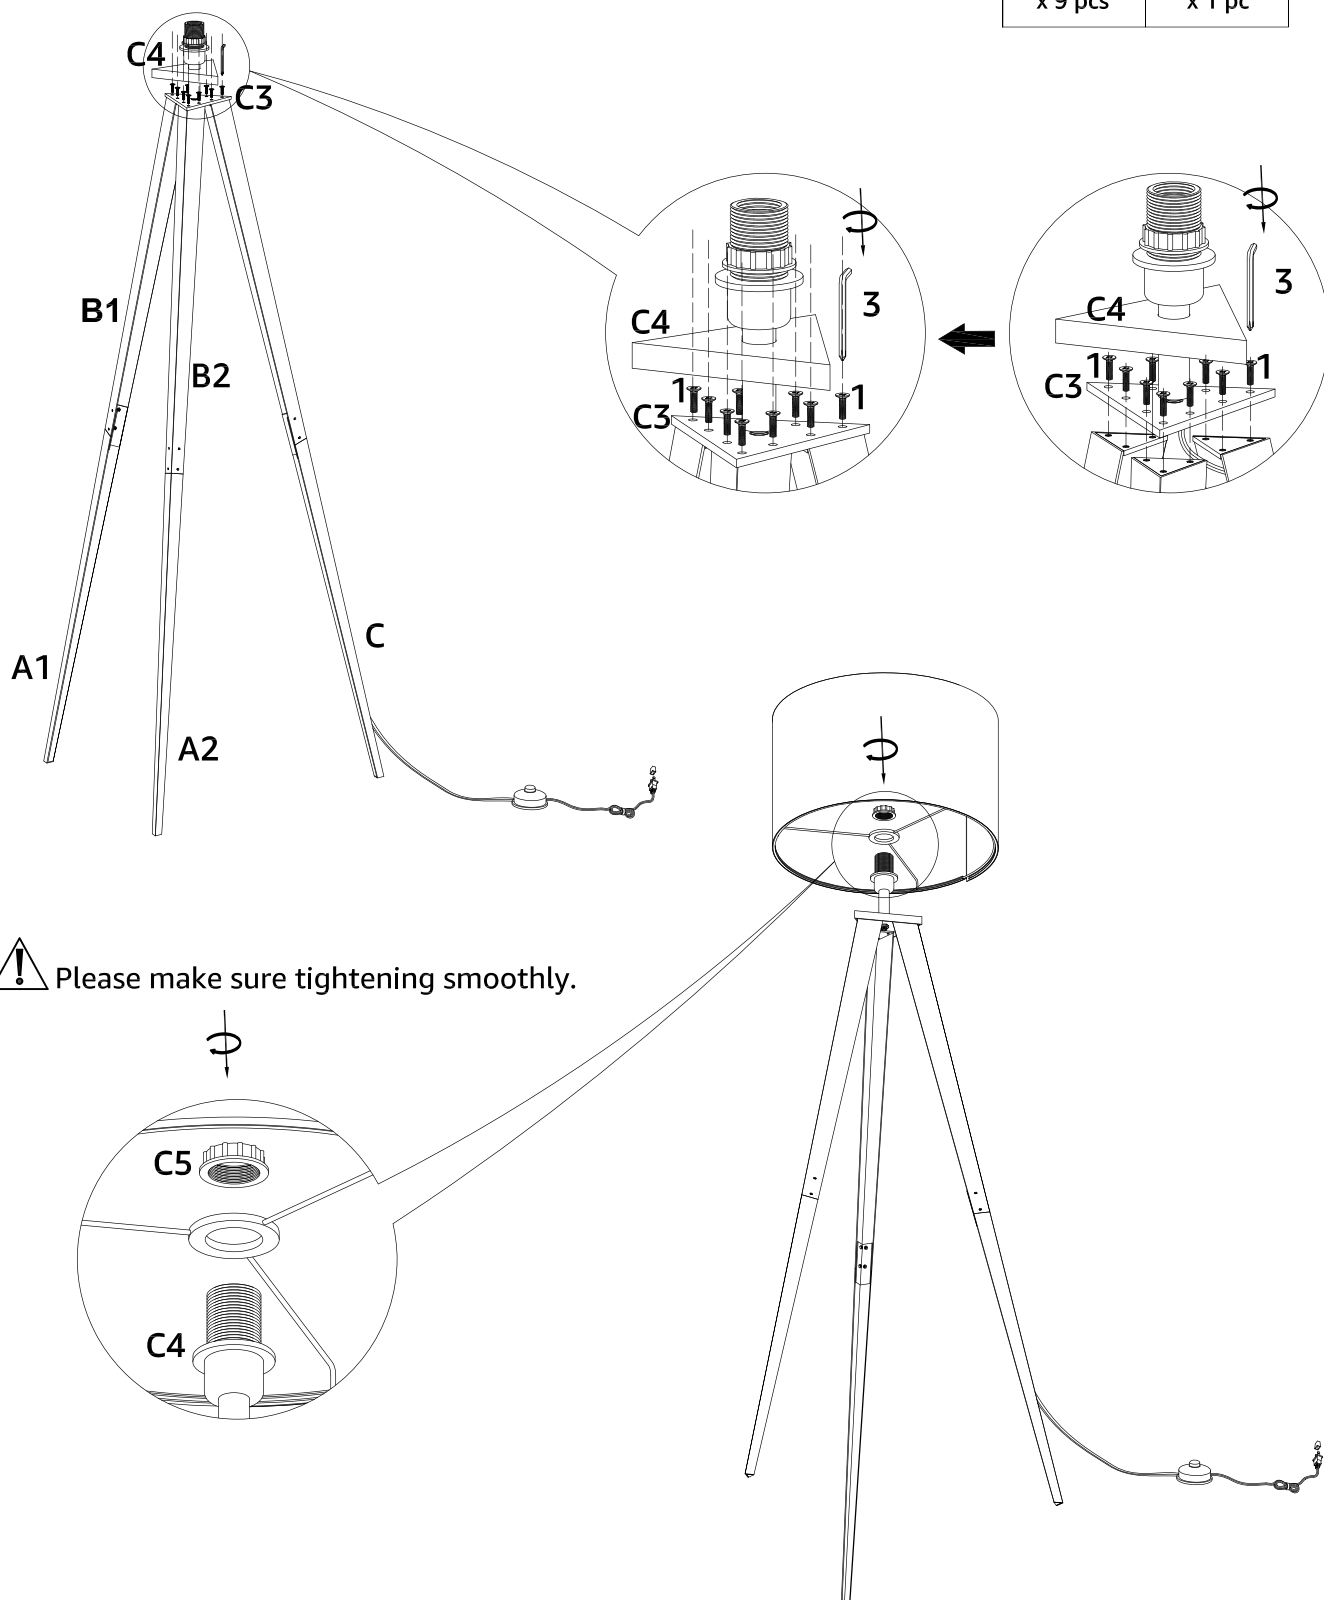 x 9 pcs x 1 pc
C4
C3
B1
B2
A1
A2
C
3
C4
1 1
C3
3
C4
1 1
C3
Please make sure tightening smoothly.
C5
C4